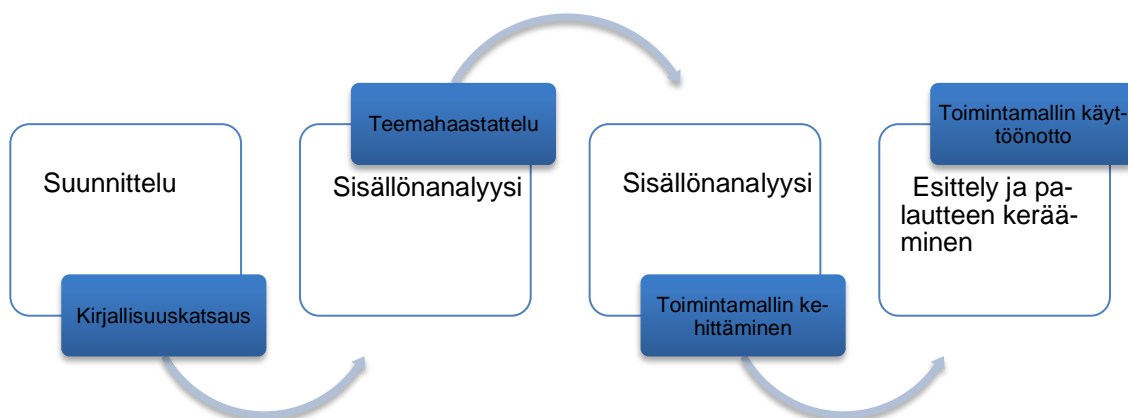 Suunnittelu
Kirjallisuuskatsaus
Teemahaastattelu
Sisällönanalyysi
Sisällönanalyysi
Toimintamallin ke-
hittäminen
Toimintamallin käyt-
töönotto
Esittely ja pa-
lautteen kerää-
minen